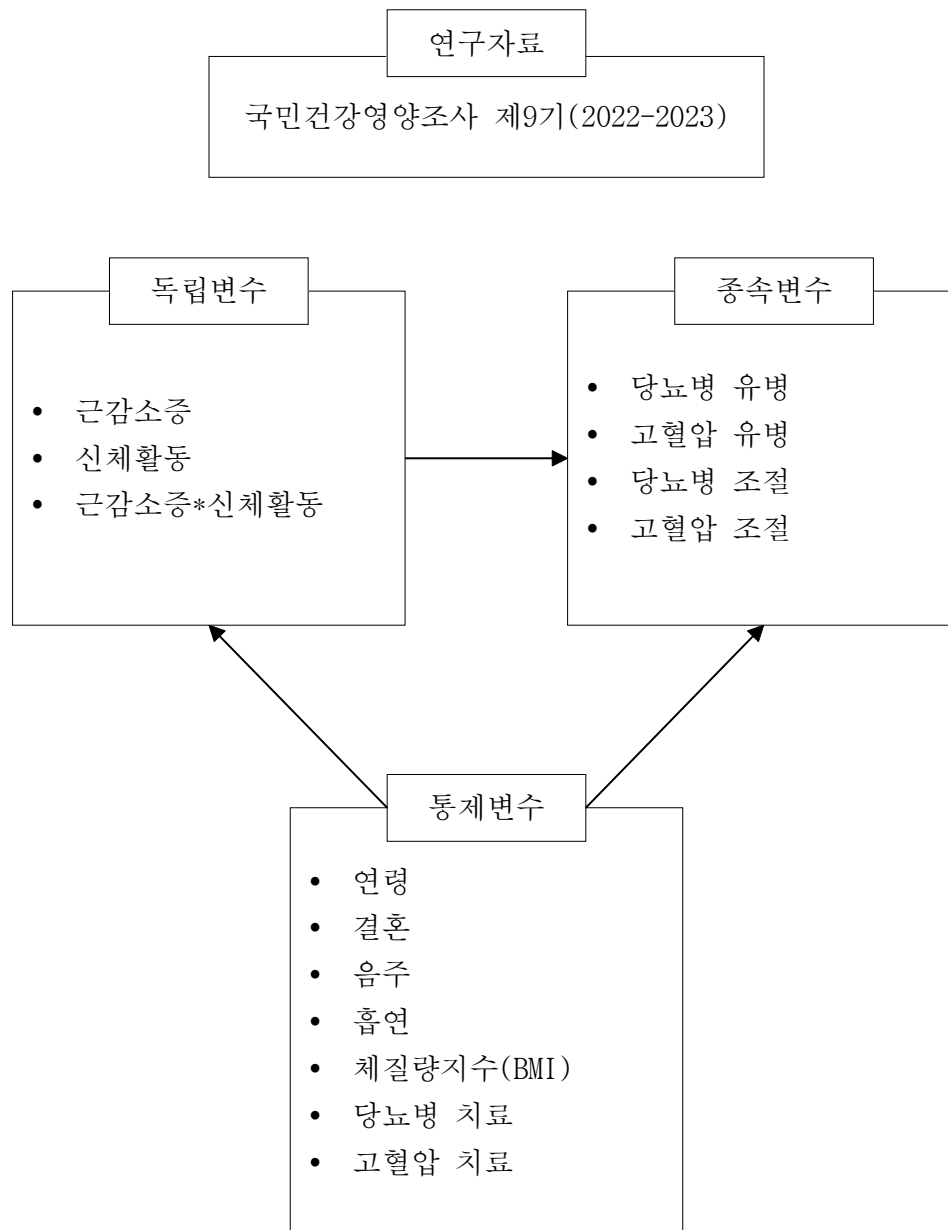 연구자료
국민건강영양조사 제9기(2022-2023)
독립변수
• 근감소증
• 신체활동
• 근감소증*신체활동
종속변수
• 당뇨병 유병
• 고혈압 유병
• 당뇨병 조절
• 고혈압 조절
통제변수
• 연령
• 결혼
• 음주
• 흡연
• 체질량지수(BMI)
• 당뇨병 치료
• 고혈압 치료